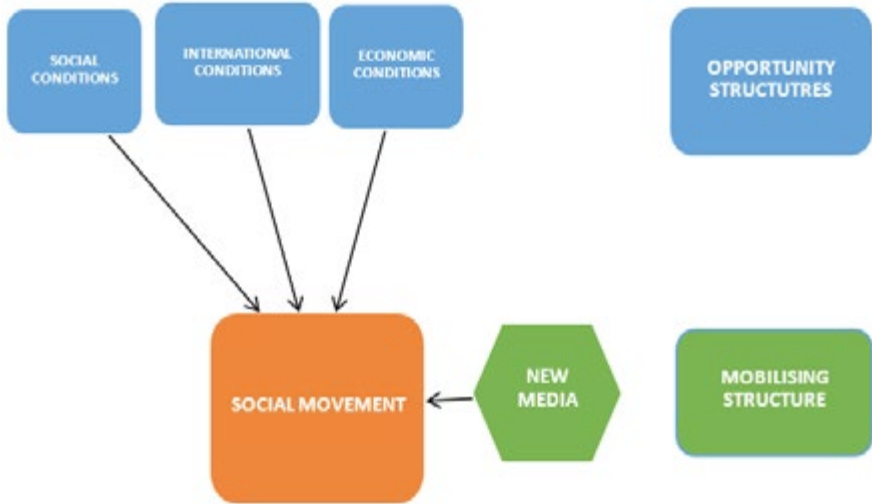 SOCIAL
CONDITIONS
INTERNATIONAL
CONDITIONS
ECONOMIC
CONDITIONS
OPPORTUNITY
STRUCTUTRES
SOCIAL MOVEMENT
NEW
MEDIA
MOBILISING
STRUCTURE